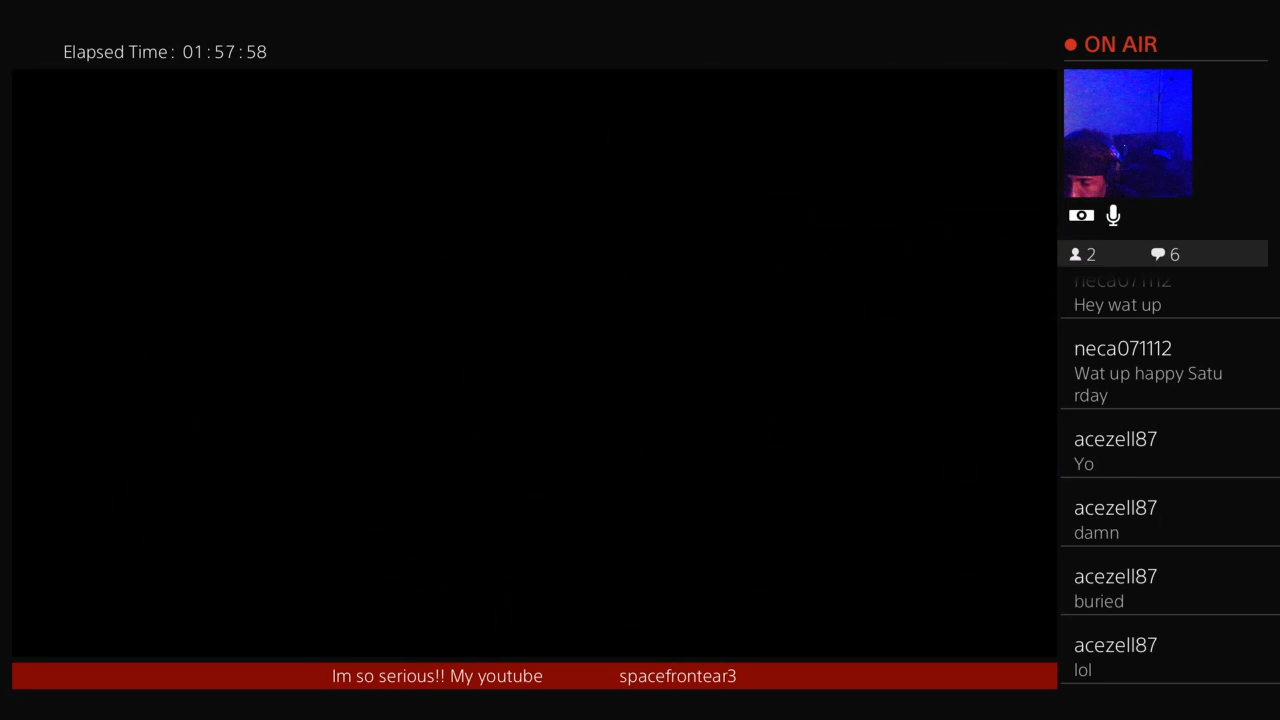 Elapsed Time: 01:57:58
ON AIR
2 6
neca071112
Hey wat up
neca071112
Wat up happy Satu
rday
acezell87
Yo
acezell87
damn
acezell87
buried
acezell87
lol
Im so serious!! My youtube spacefrontear3